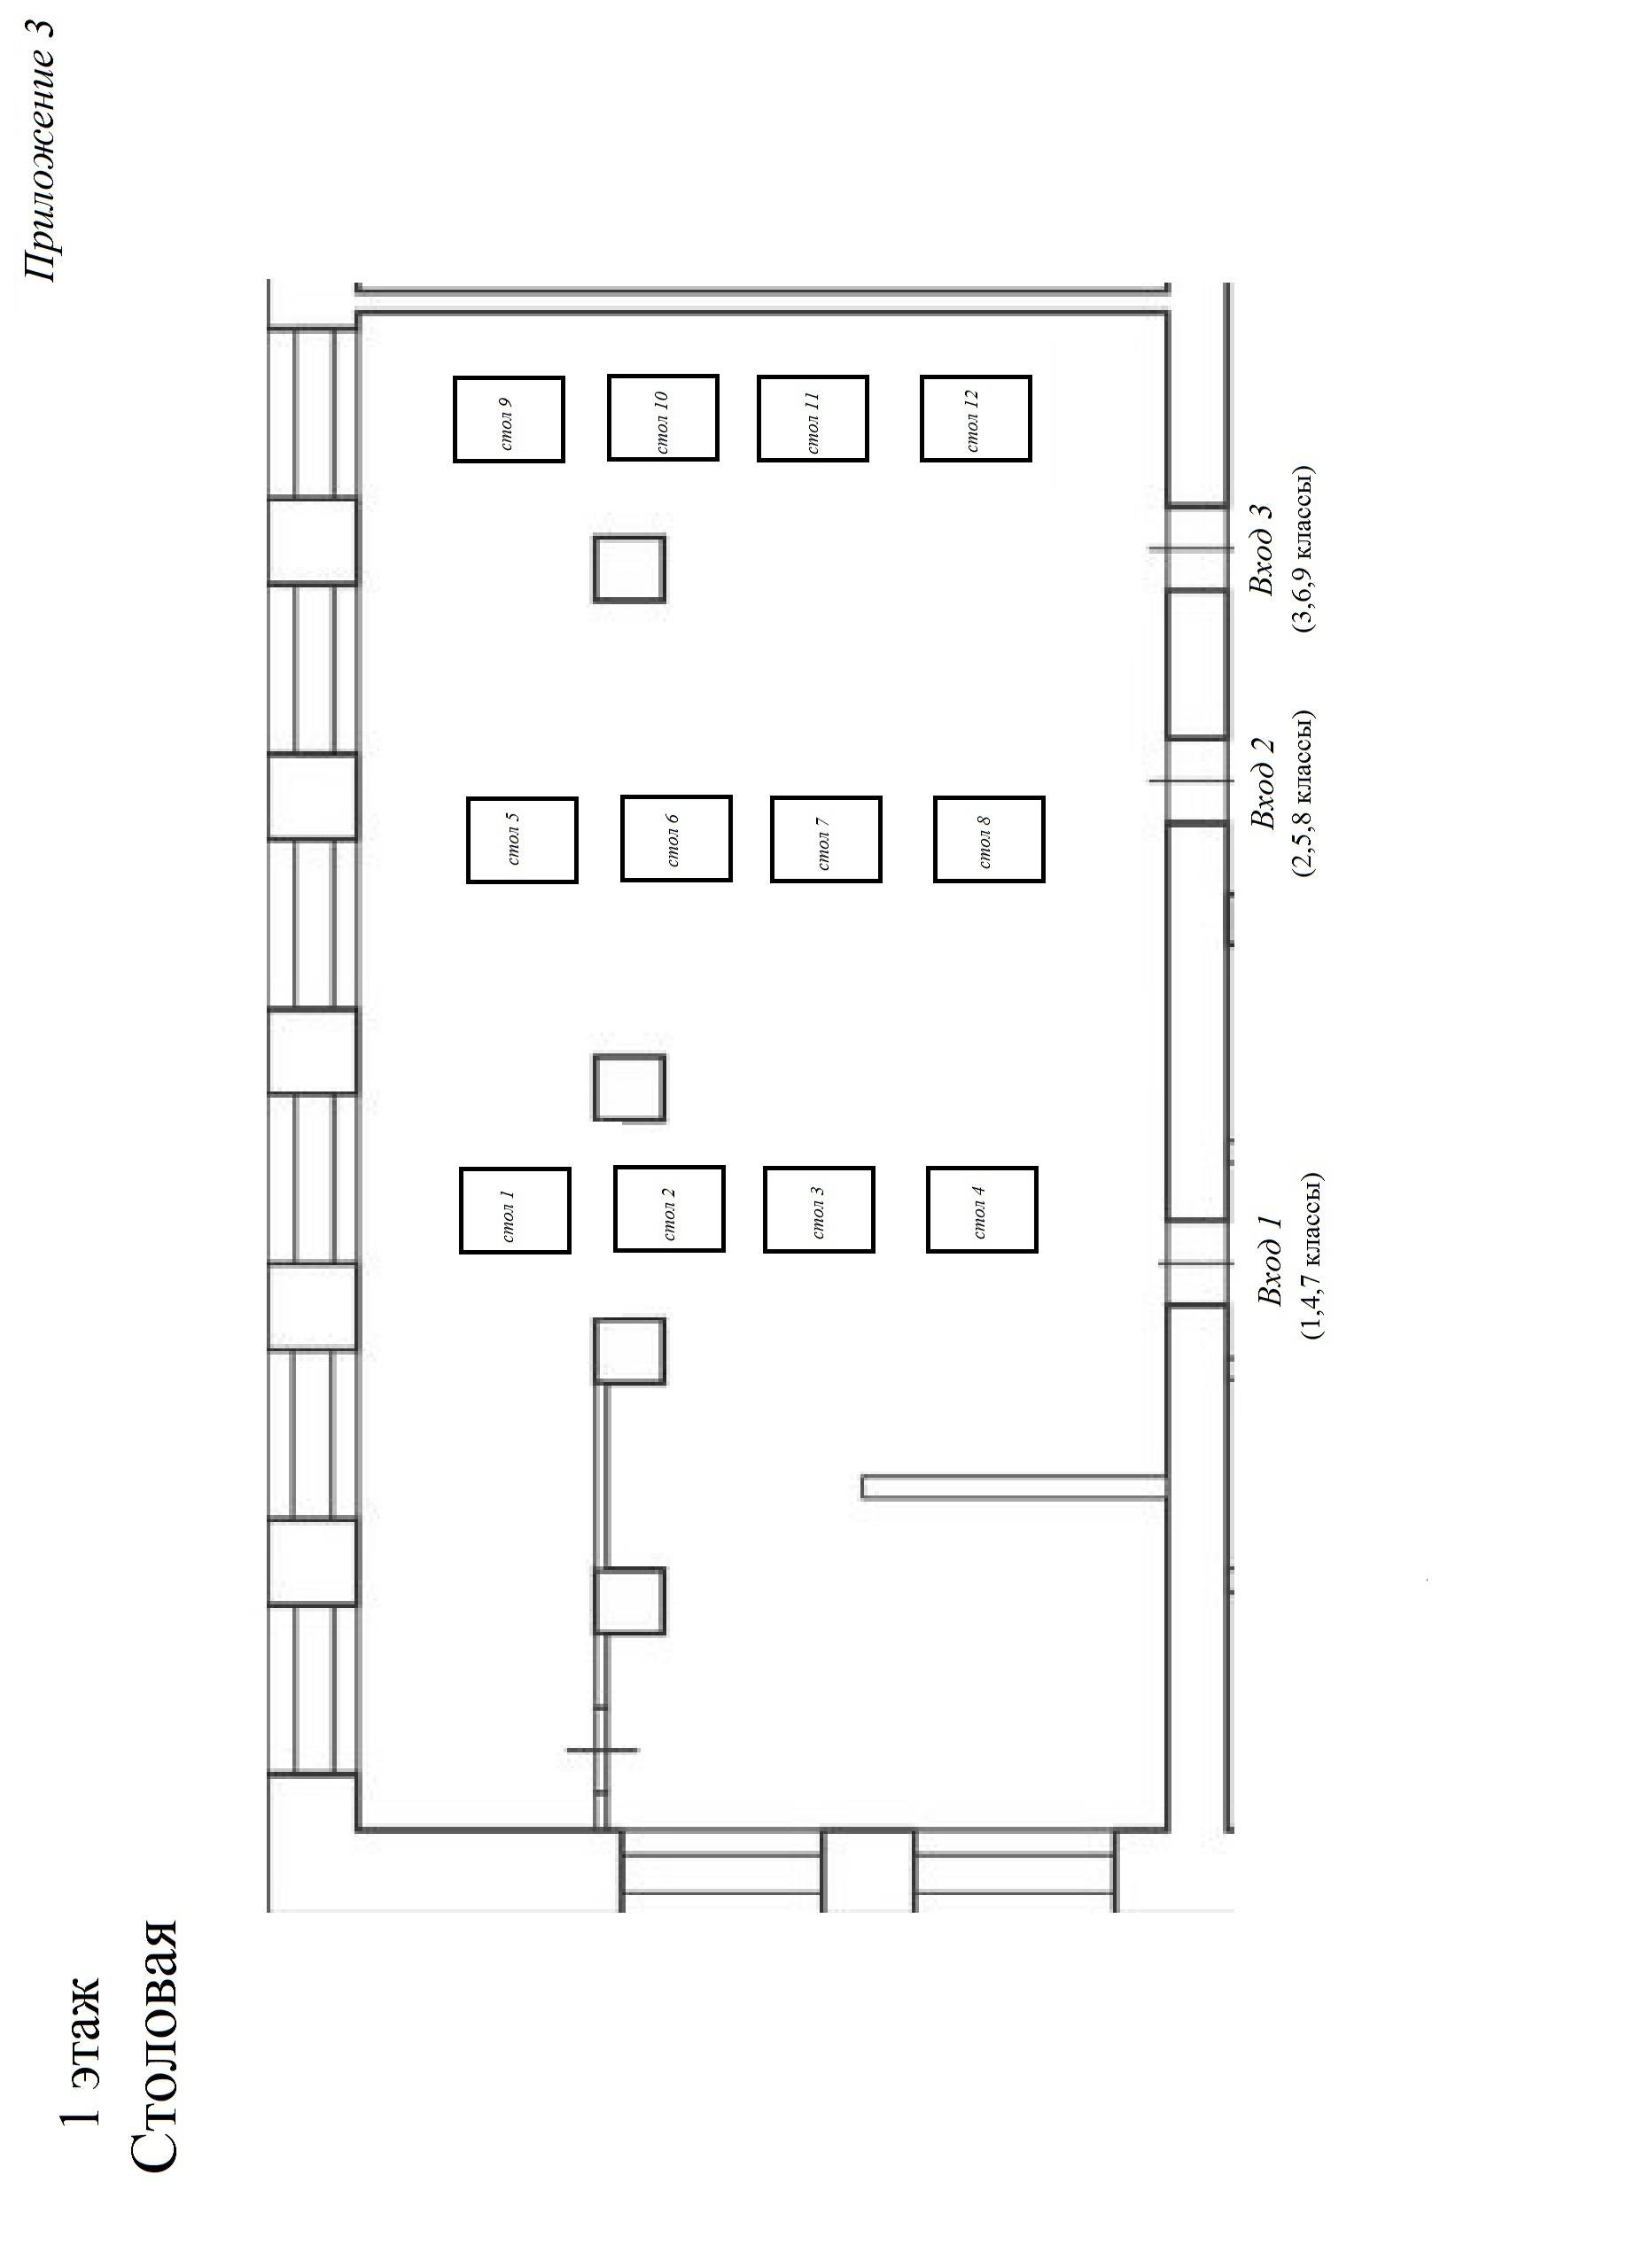 Приложение 3
1 этаж
Столовая
стол 1
стол 5
стол 9
стол 2
стол 6
стол 10
стол 3
стол 7
стол 11
стол 4
стол 8
стол 12
Вход 1
(1,4,7 классы)
Вход 2
(2,5,8 классы)
Вход 3
(3,6,9 классы)